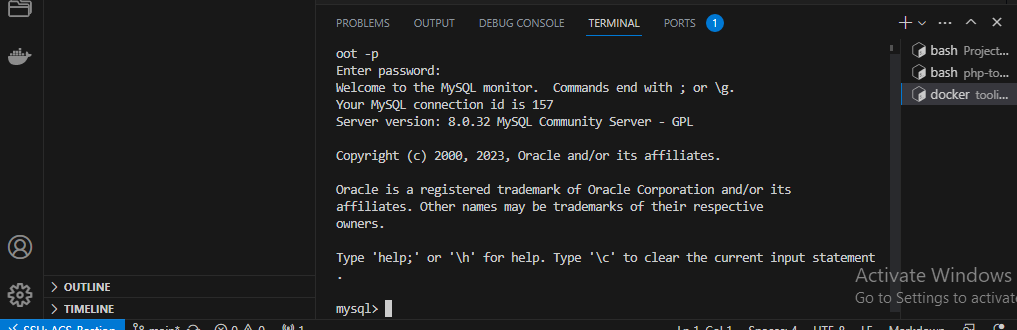 PROBLEMS OUTPUT DEBUG CONSOLE TERMINAL PORTS 1
oot -p
Enter password:
Welcome to the MySQL monitor.  Commands end with ; or \g.
Your MySQL connection id is 157
Server version: 8.0.32 MySQL Community Server - GPL
Copyright (c) 2000, 2023, Oracle and/or its affiliates.
Oracle is a registered trademark of Oracle Corporation and/or its
affiliates. Other names may be trademarks of their respective
owners.
Type 'help;' or '\h' for help. Type '\c' to clear the current input statement
.
mysql>
bash Project...
bash php-to...
docker tooli...
OUTLINE
TIMELINE
Activate Windows
Go to Settings to activat
SSH: ACS-Bastion main* 0 0 1 Ln 1, Col 1 Spaces: 4 UTF-8 LF Markdown